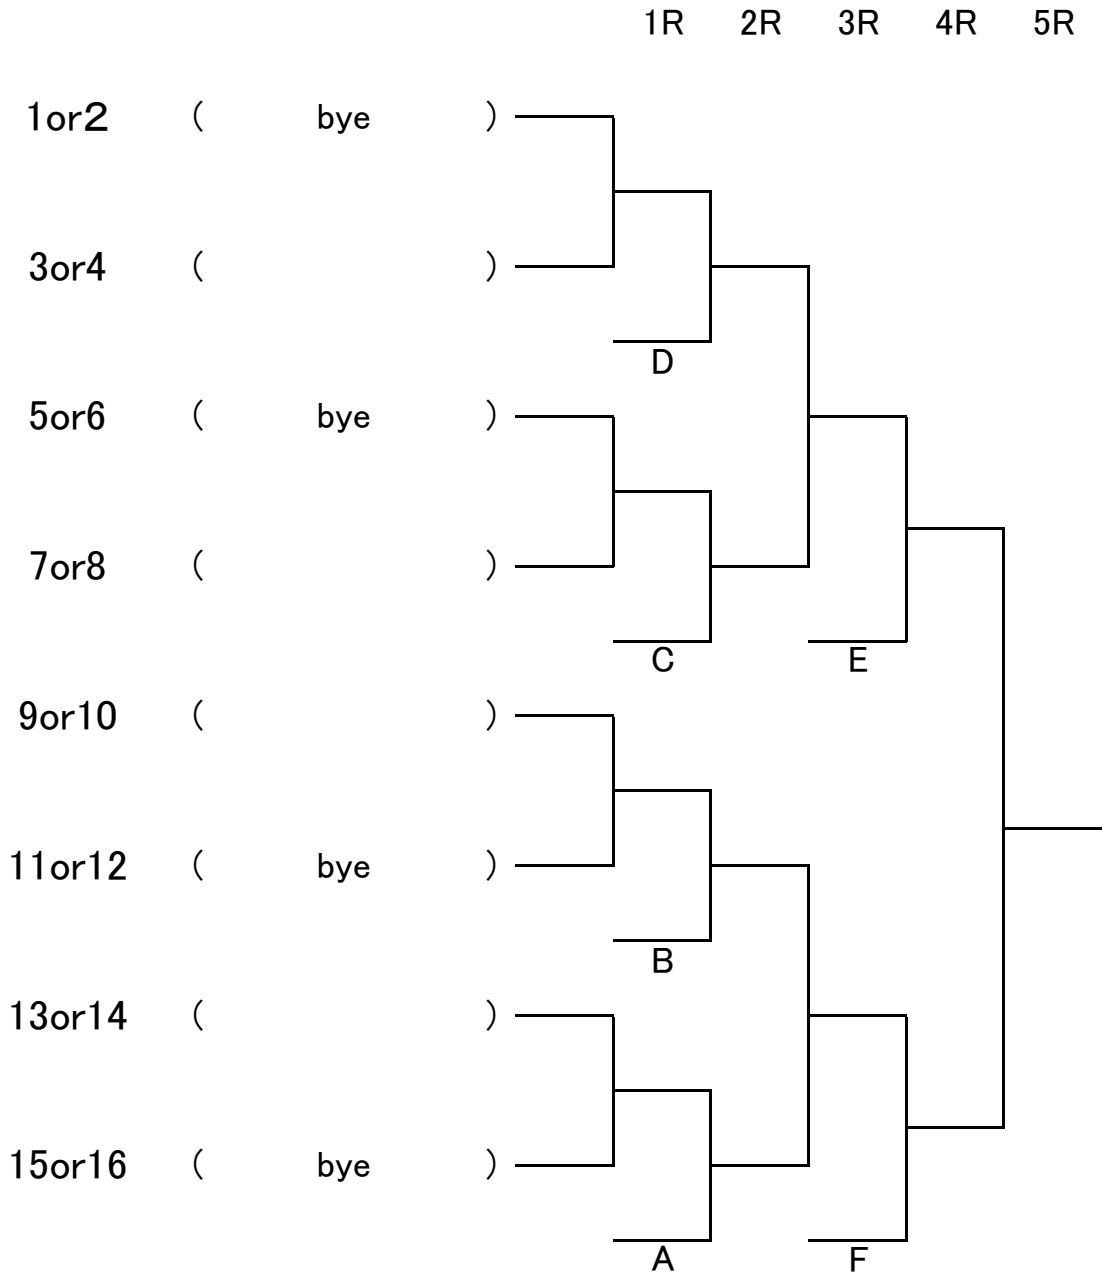 1R 2R 3R 4R 5R
1or2 ( bye )
3or4 ( )
D
5or6 ( bye )
7or8 ( )
C E
9or10 ( )
11or12 ( bye )
B
13or14 ( )
15or16 ( bye )
A F